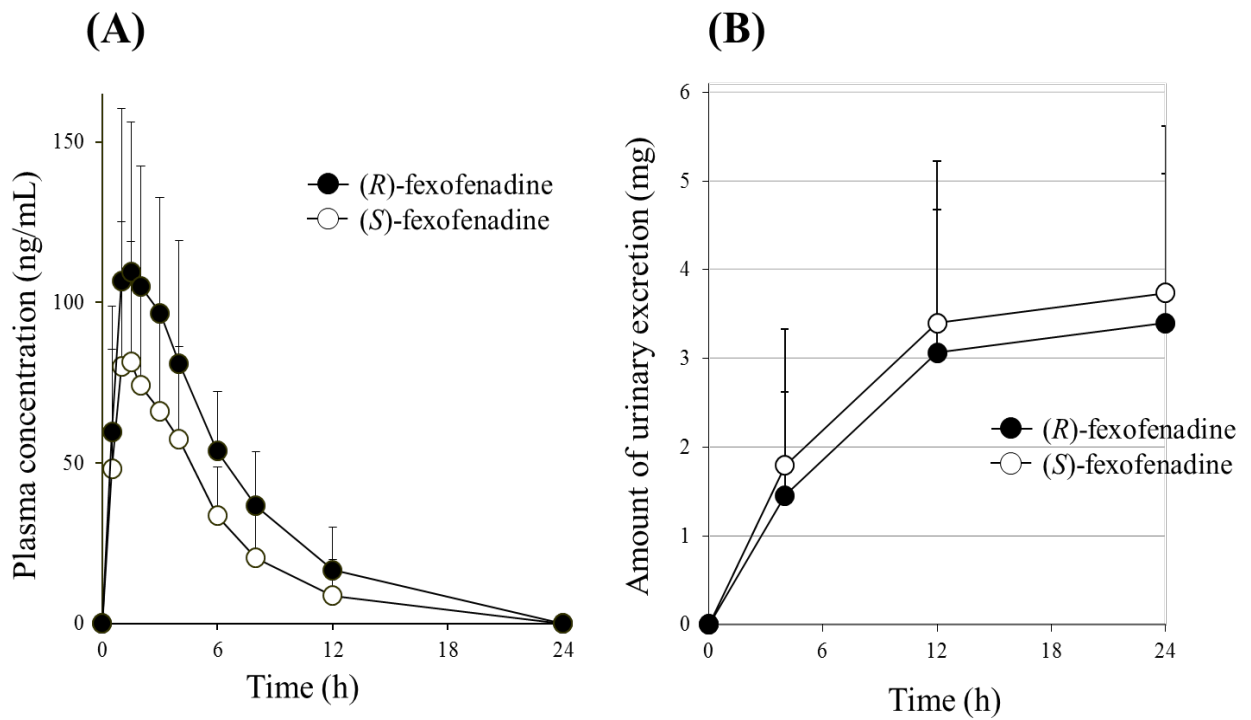 (A)
Plasma concentration (ng/mL)
150
100
50
0
0 6 12 18 24
Time (h)
(R)-fexofenadine
(S)-fexofenadine
(B)
Amount of urinary excretion (mg)
6
5
4
3
2
1
0
0 6 12 18 24
Time (h)
(R)-fexofenadine
(S)-fexofenadine